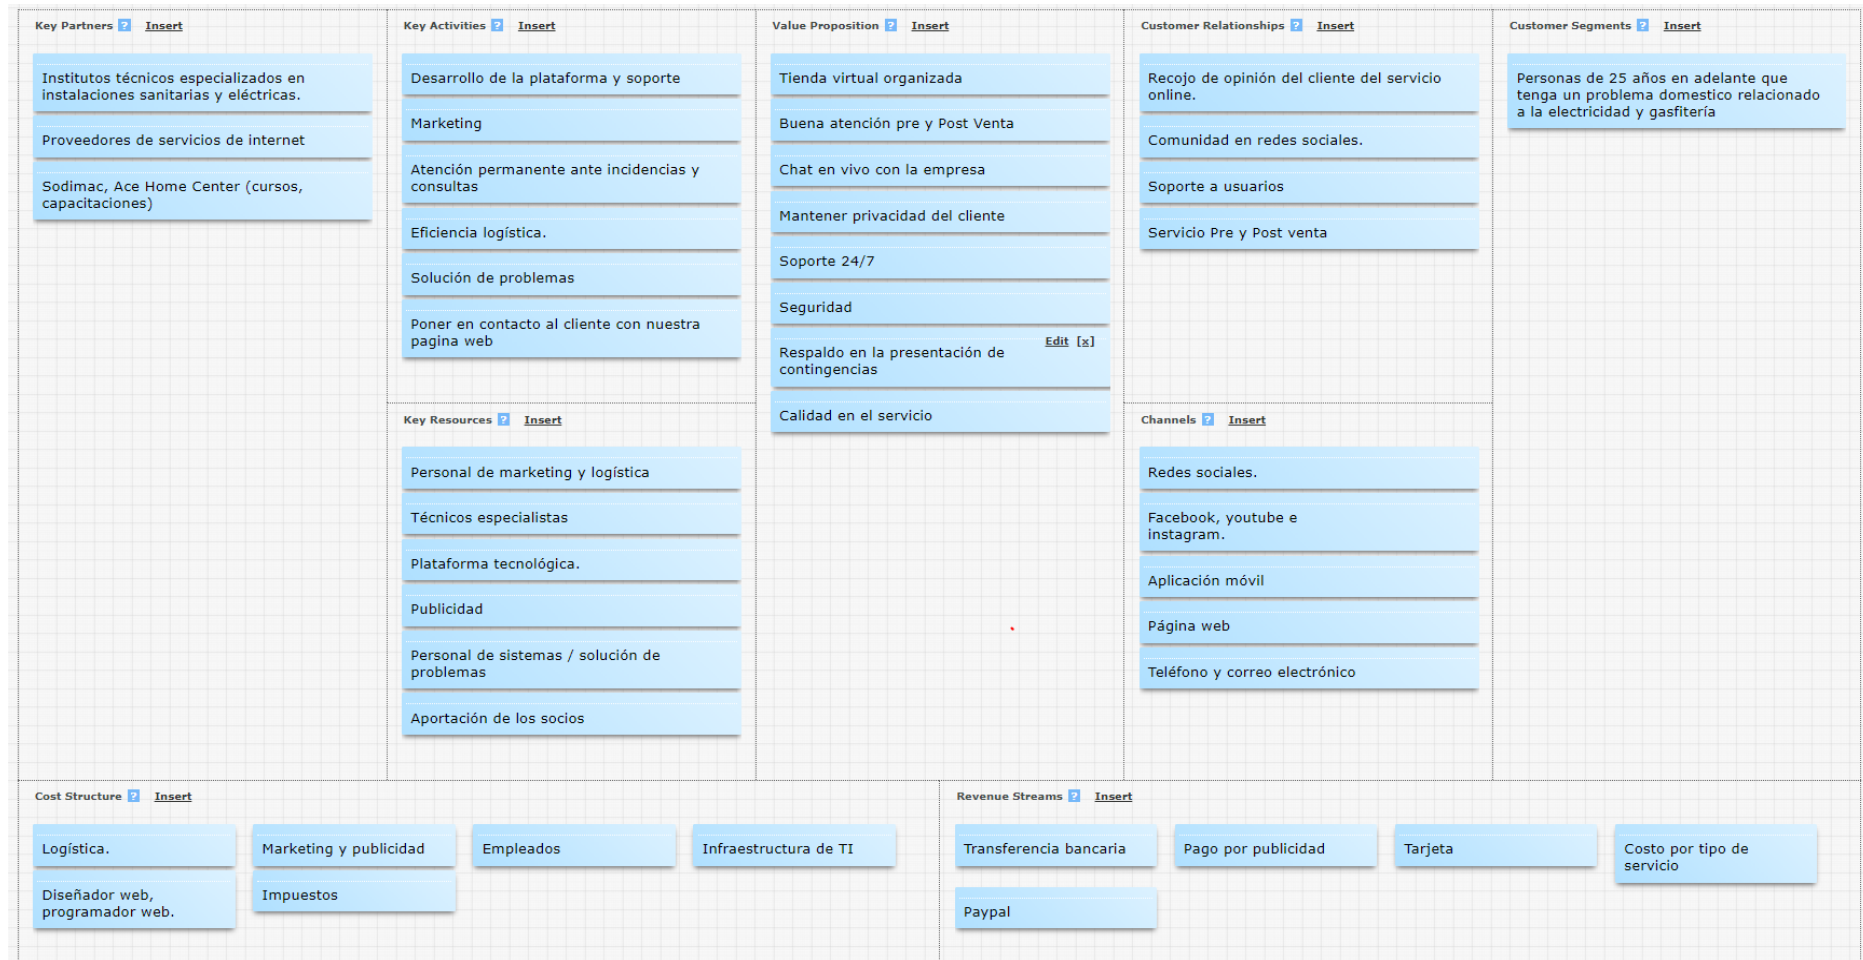 Key Partners ? Insert
Institutos técnicos especializados en
instalaciones sanitarias y eléctricas.
Proveedores de servicios de internet
Sodimac, Ace Home Center (cursos,
capacitaciones)
Key Activities ? Insert
Desarrollo de la plataforma y soporte
Marketing
Atención permanente ante incidencias y
consultas
Eficiencia logística.
Solución de problemas
Poner en contacto al cliente con nuestra
pagina web
Key Resources ? Insert
Personal de marketing y logística
Técnicos especialistas
Plataforma tecnológica.
Publicidad
Personal de sistemas / solución de
problemas
Aportación de los socios
Value Proposition ? Insert
Tienda virtual organizada
Buena atención pre y Post Venta
Chat en vivo con la empresa
Mantener privacidad del cliente
Soporte 24/7
Seguridad
Edit [x]
Respaldo en la presentación de
contingencias
Calidad en el servicio
Customer Relationships ? Insert
Recojo de opinión del cliente del servicio
online.
Comunidad en redes sociales.
Soporte a usuarios
Servicio Pre y Post venta
Channels ? Insert
Redes sociales.
Facebook, youtube e
instagram.
Aplicación móvil
Página web
Teléfono y correo electrónico
Customer Segments ? Insert
Personas de 25 años en adelante que
tenga un problema domestico relacionado
a la electricidad y gasfitería
Cost Structure ? Insert
Logística.
Marketing y publicidad
Empleados
Infraestructura de TI
Diseñador web,
programador web.
Impuestos
Revenue Streams ? Insert
Transferencia bancaria
Pago por publicidad
Tarjeta
Costo por tipo de
servicio
Paypal